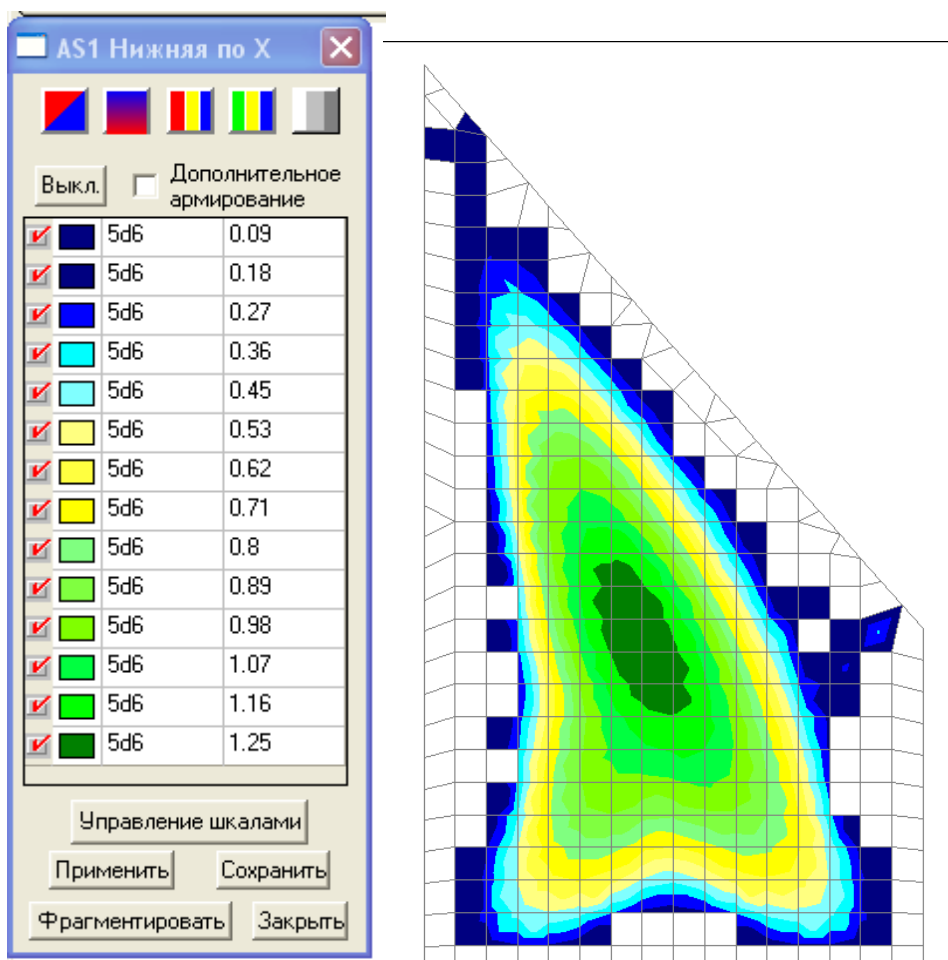 AS1 Нижняя по X
Выкл.
Дополнительное
армирование
5d6 0.09
5d6 0.18
5d6 0.27
5d6 0.36
5d6 0.45
5d6 0.53
5d6 0.62
5d6 0.71
5d6 0.8
5d6 0.89
5d6 0.98
5d6 1.07
5d6 1.16
5d6 1.25
Управление шкалами
Применить Сохранить
Фрагментировать Закрыть